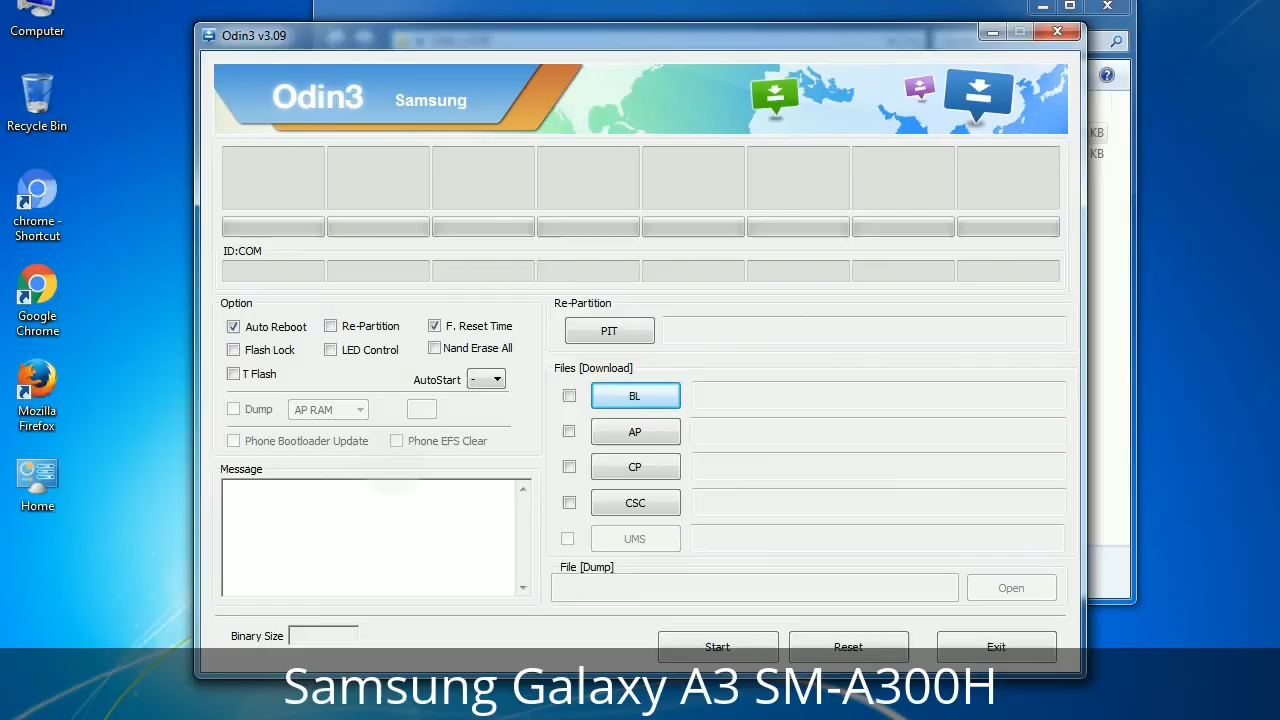 Computer
Recycle Bin
chrome -
Shortcut
Google
Chrome
Mozilla
Firefox
Home
Odin3 v3.09
Odin3 Samsung
KB
KB
ID:COM
Option
Auto Reboot Re-Partition F. Reset Time
Flash Lock LED Control Nand Erase All
T Flash
AutoStart -
Dump AP RAM
Phone Bootloader Update Phone EFS Clear
Message
Re-Partition
PIT
Files [Download]
BL
AP
CP
CSC
UMS
File [Dump]
Open
Binary Size
Start Reset Exit
Samsung Galaxy A3 SM-A300H